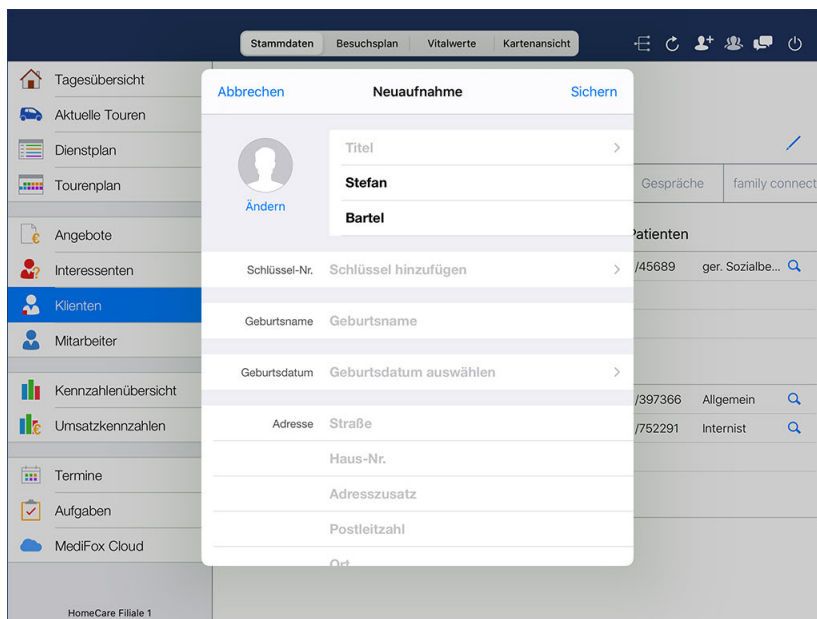 Stammdaten Besuchsplan Vitalwerte Kartenansicht
Tagesübersicht
Aktuelle Touren
Dienstplan
Tourenplan
Angebote
Interessenten
Klienten
Mitarbeiter
Kennzahlenübersicht
Umsatzkennzahlen
Termine
Aufgaben
MediFox Cloud
HomeCare Filiale 1
Abbrechen Neuaufnahme Sichern
Ändern
Titel
Stefan
Bartel
Schlüssel-Nr. Schlüssel hinzufügen
Geburtsname Geburtsname
Geburtsdatum Geburtsdatum auswählen
Adresse Straße
Haus-Nr.
Adresszusatz
Postleitzahl
Ort
Gespräche family connect
Patienten
/45689 ger. Sozialbe...
/397366 Allgemein
/752291 Internist